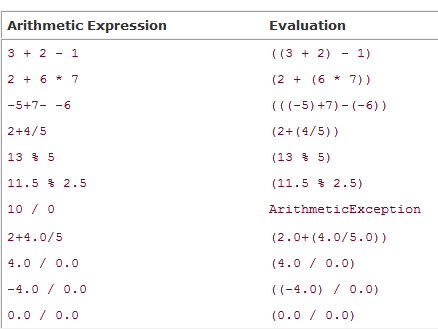 Arithmetic Expression Evaluation
3 + 2 - 1 ((3 + 2) - 1)
2 + 6 * 7 (2 + (6 * 7))
-5+7- -6 (((-5)+7)-(-6))
2+4/5 (2+(4/5))
13 % 5 (13 % 5)
11.5 % 2.5 (11.5 % 2.5)
10 / 0 ArithmeticException
2+4.0/5 (2.0+(4.0/5.0))
4.0 / 0.0 (4.0 / 0.0)
-4.0 / 0.0 ((-4.0) / 0.0)
0.0 / 0.0 (0.0 / 0.0)